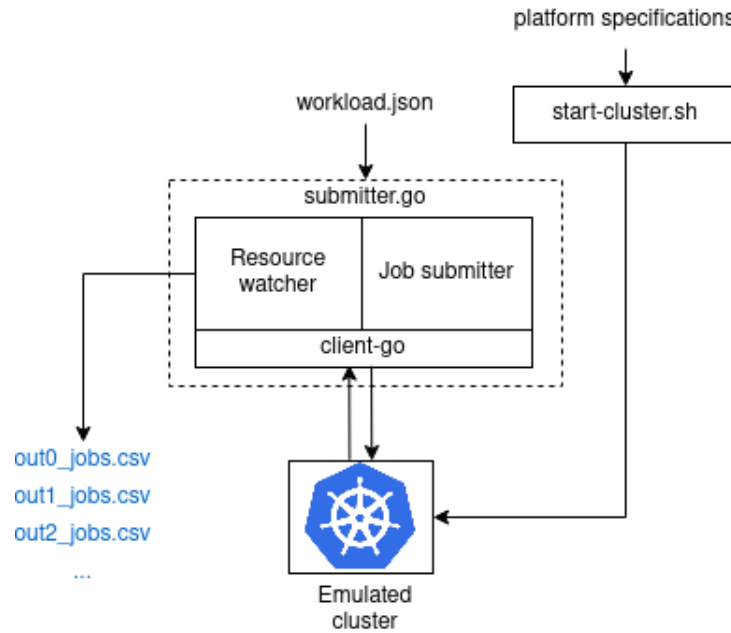 platform specifications
start-cluster.sh
workload.json
submitter.go
Resource
watcher
Job submitter
client-go
out0_jobs.csv
out1_jobs.csv
out2_jobs.csv
...
Emulated
cluster